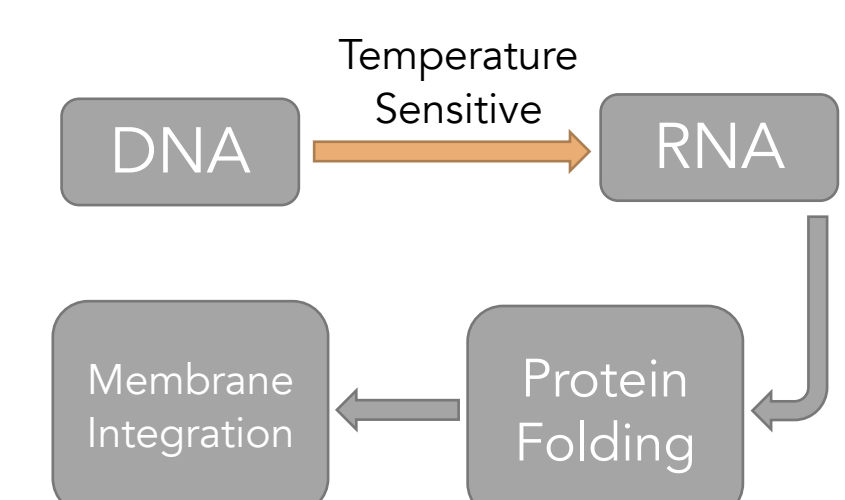 Temperature
Sensitive
DNA
RNA
Protein
Folding
Membrane
Integration